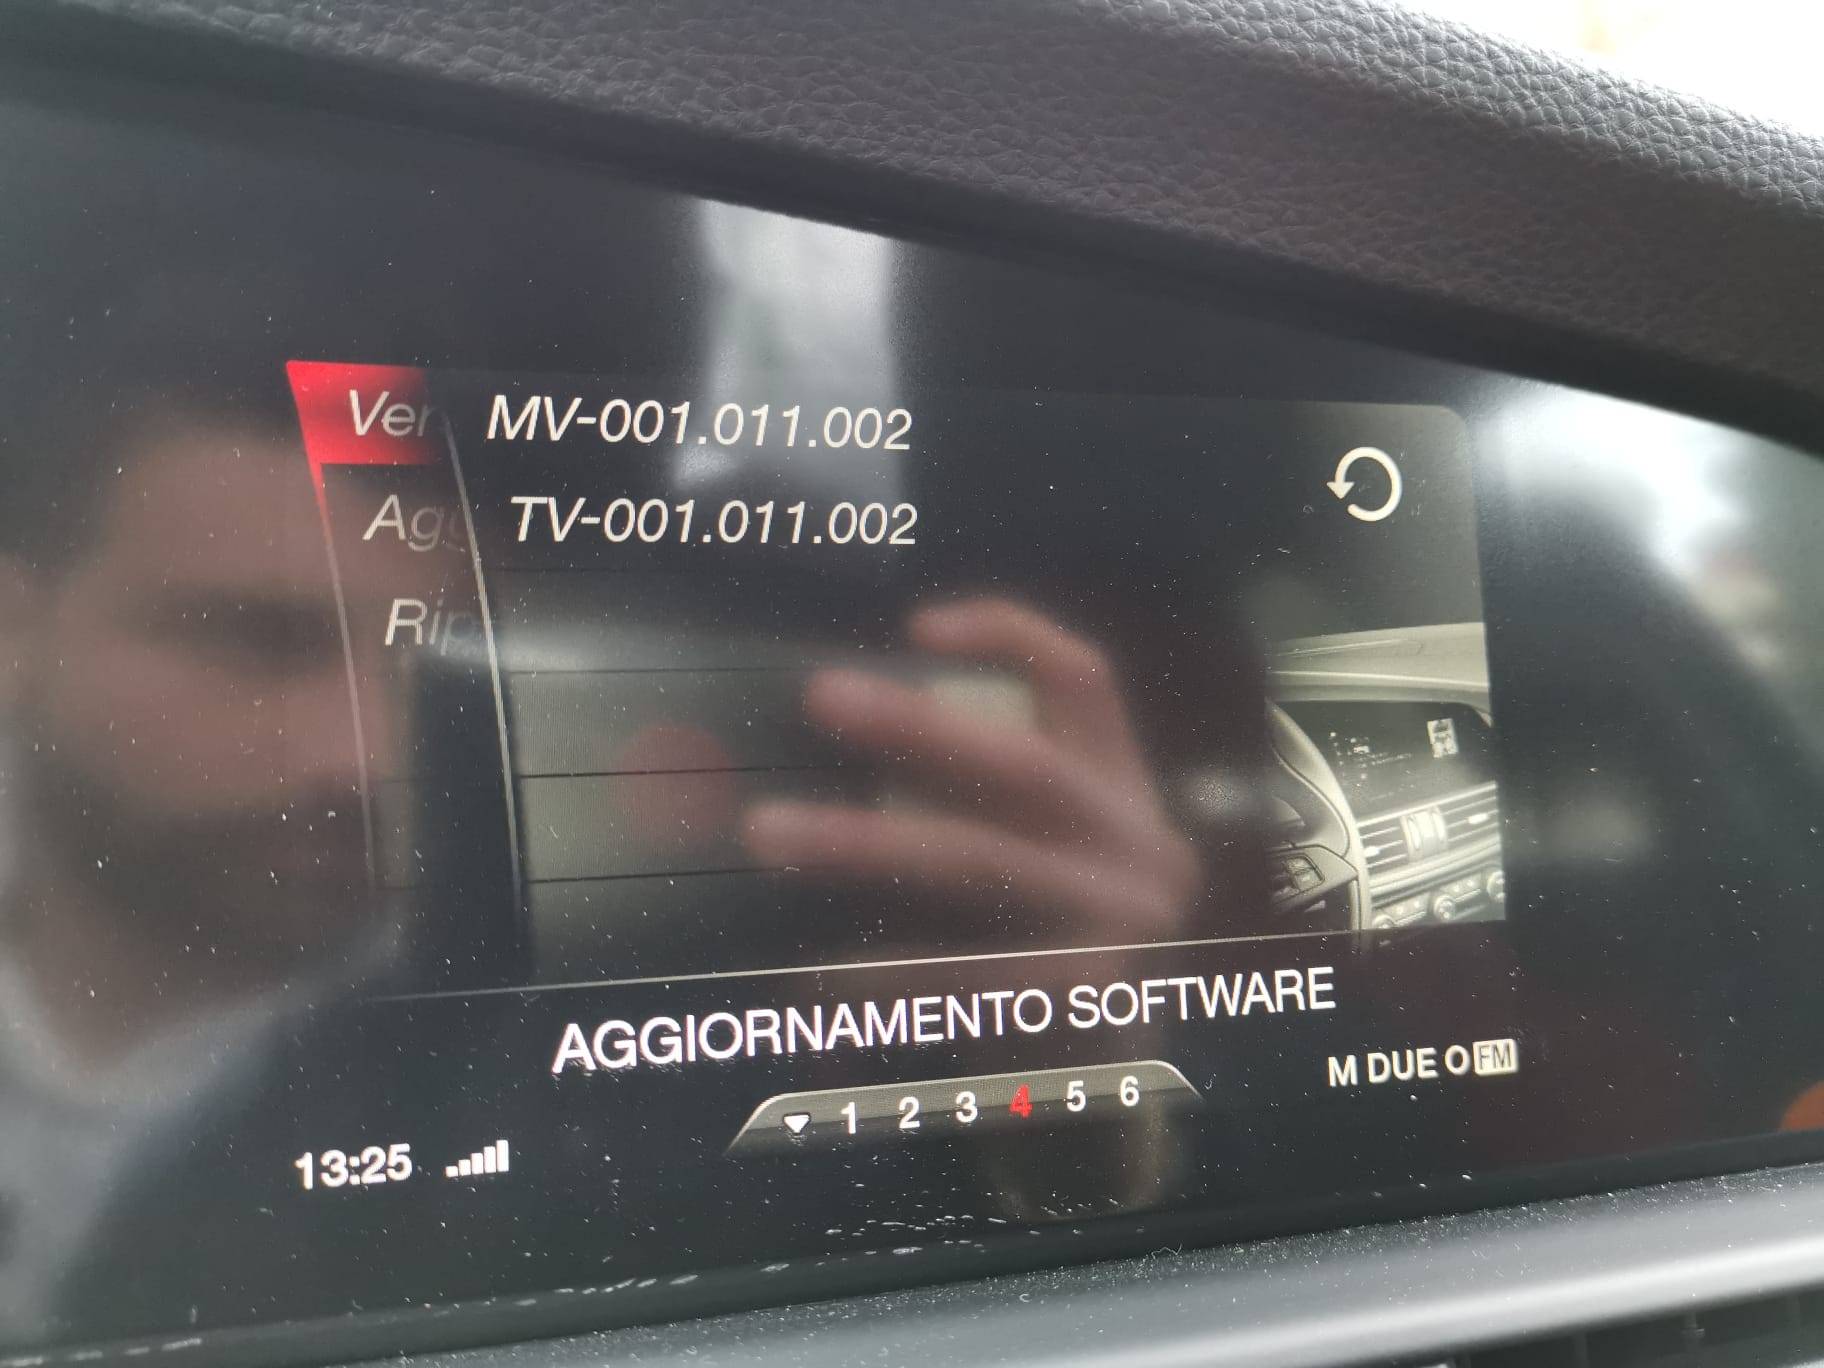 Ver MV-001.011.002
Agg TV-001.011.002
Rip
AGGIORNAMENTO SOFTWARE
M DUE O FM
1 2 3 4 5 6
13:25